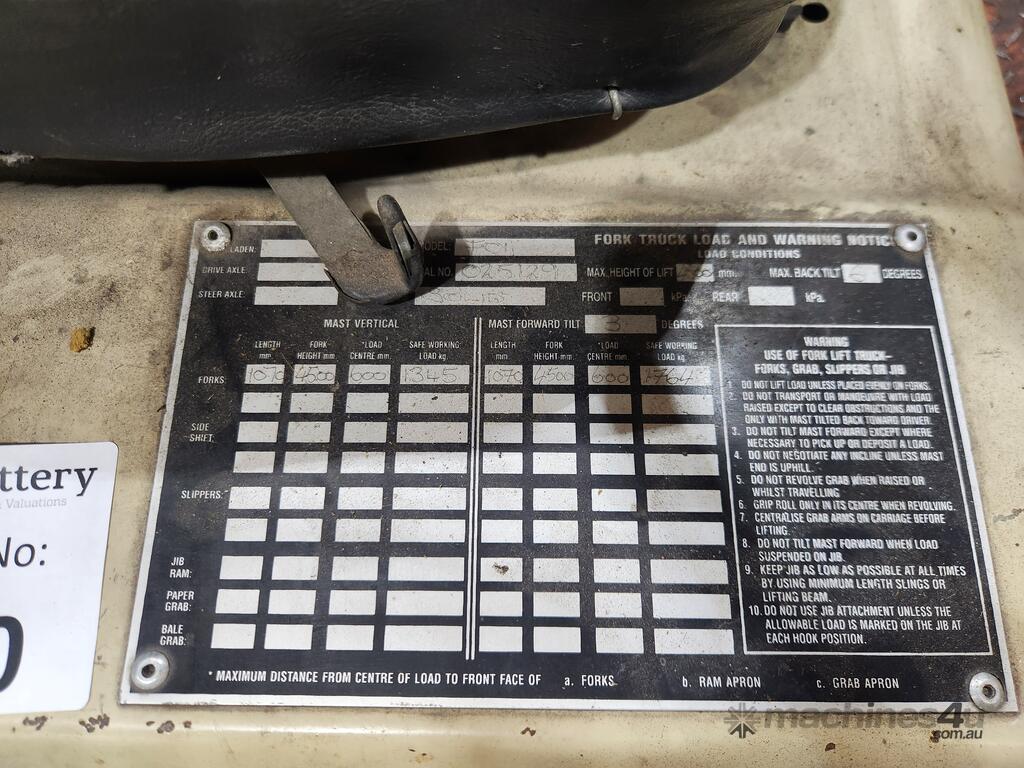 LADEN:
MODEL:
FORK TRUCK LOAD AND WARNING NOTICE
LOAD CONDITIONS
DRIVE AXLE:
AL NO. 025129
MAX. HEIGHT OF LIFT mm.
MAX. BACK TILT 6 DEGREES
STEER AXLE:
SOLIDS
FRONT kPa.
REAR kPa.
MAST VERTICAL
MAST FORWARD TILT 3 DEGREES
LENGTH mm FORK HEIGHT mm *LOAD CENTRE mm SAFE WORKING LOAD kg.
LENGTH mm FORK HEIGHT mm *LOAD CENTRE mm SAFE WORKING LOAD kg.
FORKS: 1070 4500 600 1345 1070 4500 600
SIDE SHIFT:
SLIPPERS:
JIB RAM:
PAPER GRAB:
BALE GRAB:
* MAXIMUM DISTANCE FROM CENTRE OF LOAD TO FRONT FACE OF a. FORKS b. RAM APRON c. GRAB APRON
WARNING
USE OF FORK LIFT TRUCK–
FORKS, GRAB, SLIPPERS OR JIB
1. DO NOT LIFT LOAD UNLESS PLACED EVENLY ON FORKS.
2. DO NOT TRANSPORT OR MANOEUVRE WITH LOAD
RAISED EXCEPT TO CLEAR OBSTRUCTIONS AND THE
ONLY WITH MAST TILTED BACK TOWARD DRIVER.
3. DO NOT TILT MAST FORWARD EXCEPT WHERE
NECESSARY TO PICK UP OR DEPOSIT A LOAD.
4. DO NOT NEGOTIATE ANY INCLINE UNLESS MAST
END IS UPHILL.
5. DO NOT REVOLVE GRAB WHEN RAISED OR
WHILST TRAVELLING
6. GRIP ROLL ONLY IN ITS CENTRE WHEN REVOLVING.
7. CENTRALISE GRAB ARMS ON CARRIAGE BEFORE
LIFTING.
8. DO NOT TILT MAST FORWARD WHEN LOAD
SUSPENDED ON JIB.
9. KEEP JIB AS LOW AS POSSIBLE AT ALL TIMES
BY USING MINIMUM LENGTH SLINGS OR
LIFTING BEAM.
10. DO NOT USE JIB ATTACHMENT UNLESS THE
ALLOWABLE LOAD IS MARKED ON THE JIB AT
EACH HOOK POSITION.
ttery
Valuations
No:
0
machines4u
.com.au